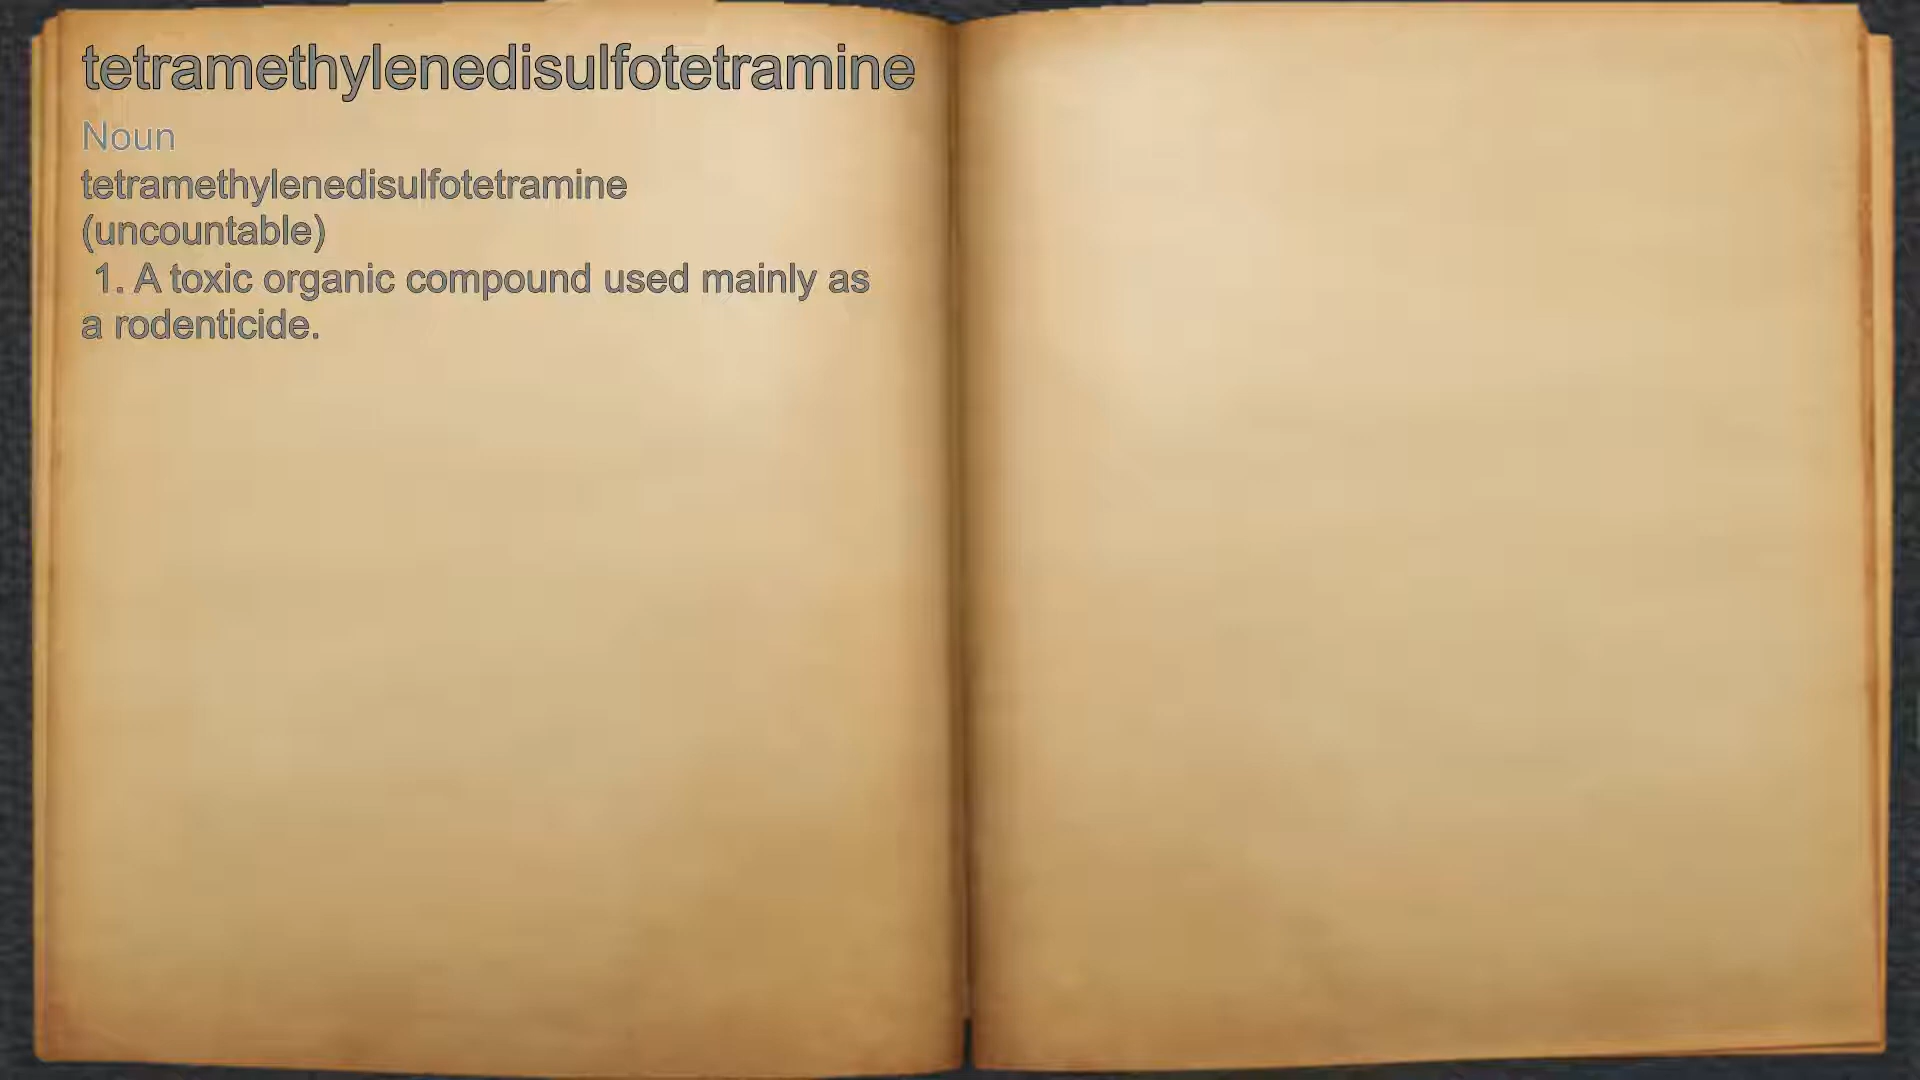 tetramethylenedisulfotetramine
Noun
tetramethylenedisulfotetramine
(uncountable)
1. A toxic organic compound used mainly as
a rodenticide.